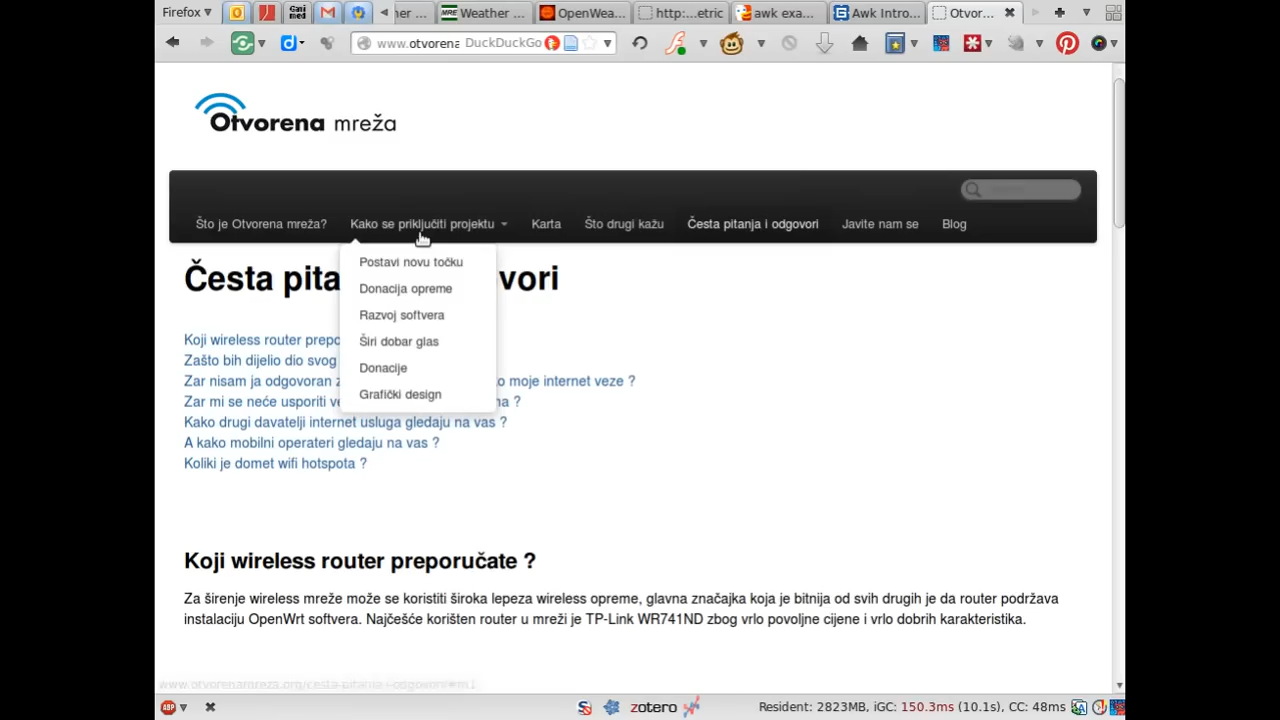 Firefox
her ...
Weather ...
OpenWea...
http:...etric
awk exa...
Awk Intro...
Otvor...
www.otvorena
DuckDuckGo
Otvorena mreža
Što je Otvorena mreža?
Kako se priključiti projektu
Karta
Što drugi kažu
Česta pitanja i odgovori
Javite nam se
Blog
Postavi novu točku
Donacija opreme
Razvoj softvera
Širi dobar glas
Donacije
Grafički design
Česta pita vori
Koji wireless router prepo
Zašto bih dijelio dio svog
Zar nisam ja odgovoran z o moje internet veze ?
Zar mi se neće usporiti ve na ?
Kako drugi davatelji internet usluga gledaju na vas ?
A kako mobilni operateri gledaju na vas ?
Koliki je domet wifi hotspota ?
Koji wireless router preporučate ?
Za širenje wireless mreže može se koristiti široka lepeza wireless opreme, glavna značajka koja je bitnija od svih drugih je da router podržava
instalaciju OpenWrt softvera. Najčešće korišten router u mreži je TP-Link WR741ND zbog vrlo povoljne cijene i vrlo dobrih karakteristika.
ABP
zotero
Resident: 2823MB, iGC: 150.3ms (10.1s), CC: 48ms